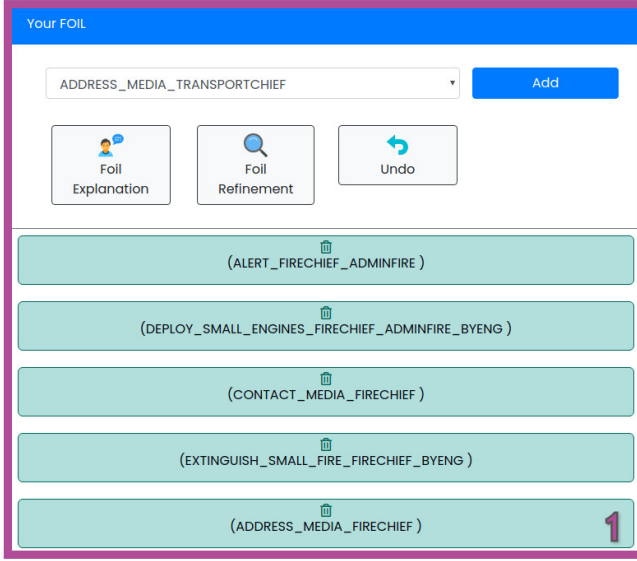 Your FOIL
ADDRESS_MEDIA_TRANSPORTCHIEF
Add
Foil
Explanation
Foil
Refinement
Undo
(ALERT_FIRECHIEF_ADMINFIRE )
(DEPLOY_SMALL_ENGINES_FIRECHIEF_ADMINFIRE_BYENG )
(CONTACT_MEDIA_FIRECHIEF )
(EXTINGUISH_SMALL_FIRE_FIRECHIEF_BYENG )
(ADDRESS_MEDIA_FIRECHIEF )
1